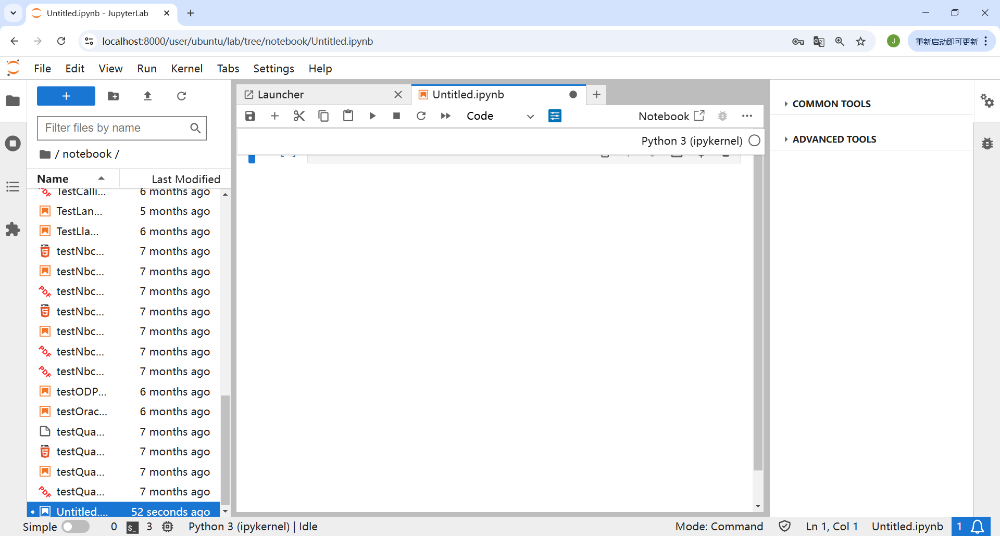 Untitled.ipynb - JupyterLab
localhost:8000/user/ubuntu/lab/tree/notebook/Untitled.ipynb
J
重新启动即可更新
File Edit View Run Kernel Tabs Settings Help
Launcher
Untitled.ipynb
Code
Notebook
Python 3 (ipykernel)
Filter files by name
/ notebook /
Name Last Modified
TestCalli... 6 months ago
TestLan... 5 months ago
TestLla... 6 months ago
testNbc... 7 months ago
testNbc... 7 months ago
testNbc... 7 months ago
testNbc... 7 months ago
testNbc... 7 months ago
testNbc... 7 months ago
testNbc... 7 months ago
testODP... 6 months ago
testOrac... 6 months ago
testQua... 7 months ago
testQua... 7 months ago
testQua... 7 months ago
testQua... 7 months ago
Untitled.... 52 seconds ago
COMMON TOOLS
ADVANCED TOOLS
Simple 0 3 Python 3 (ipykernel) | Idle Mode: Command Ln 1, Col 1 Untitled.ipynb 1